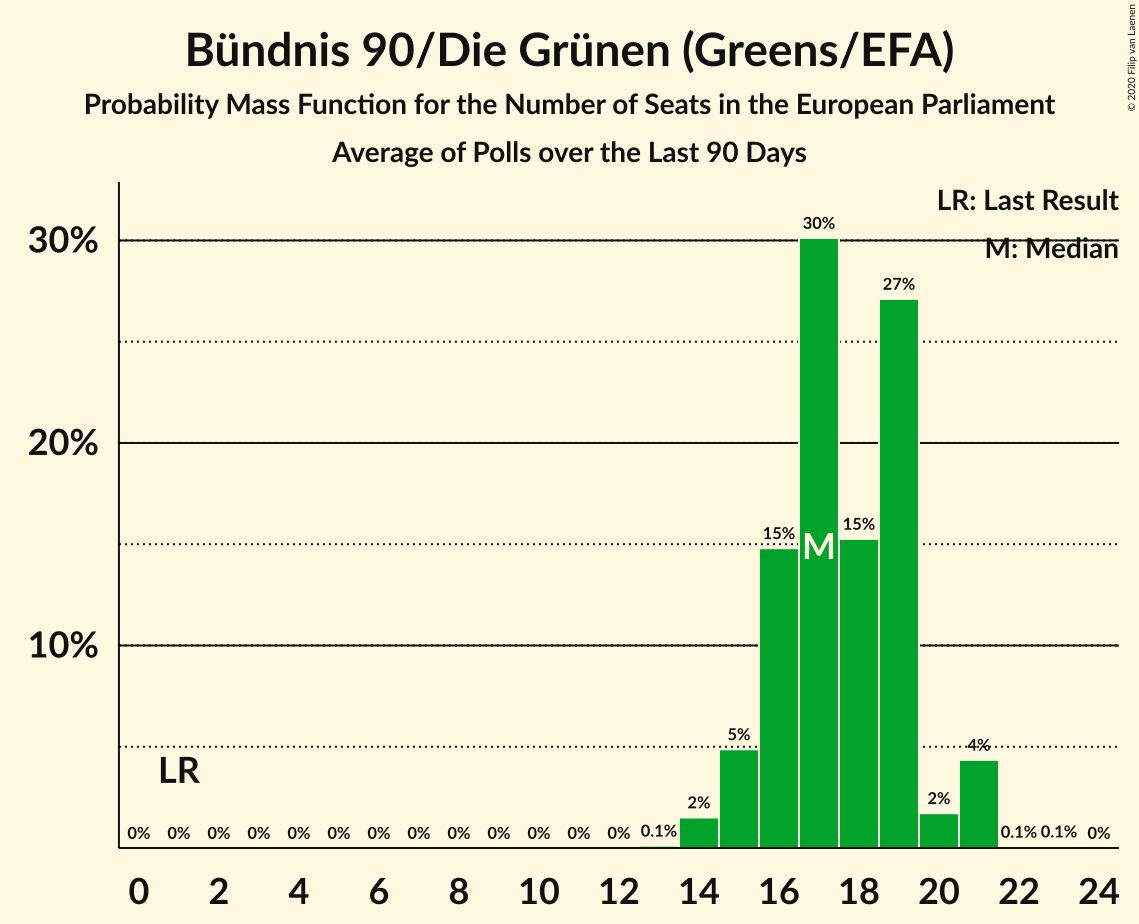 Bündnis 90/Die Grünen (Greens/EFA)
Probability Mass Function for the Number of Seats in the European Parliament
Average of Polls over the Last 90 Days
© 2020 Filip van Laenen
LR: Last Result
M: Median
30%
20%
10%
30%
27%
15%
15%
M
5%
4%
2%
2%
LR
0% 0% 0% 0% 0% 0% 0% 0% 0% 0% 0% 0% 0% 0.1% 0.1% 0.1% 0%
0 2 4 6 8 10 12 14 16 18 20 22 24